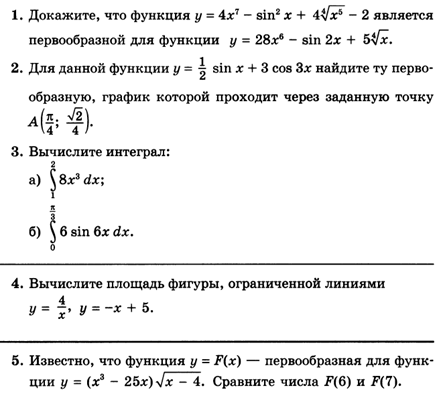 1. Докажите, что функция y = 4x⁷ – sin² x + 4∜x⁵ – 2 является
первообразной для функции y = 28x⁶ – sin 2x + 5∜x.
2. Для данной функции y = 1/2 sin x + 3 cos 3x найдите ту перво-
образную, график которой проходит через заданную точку
A(π/4; √2/4).
3. Вычислите интеграл:
а) ∫₁² 8x³ dx;
б) ∫₀^(π/3) 6 sin 6x dx.
4. Вычислите площадь фигуры, ограниченной линиями
y = 4/x, y = –x + 5.
5. Известно, что функция y = F(x) — первообразная для функ-
ции y = (x³ – 25x)√(x – 4). Сравните числа F(6) и F(7).